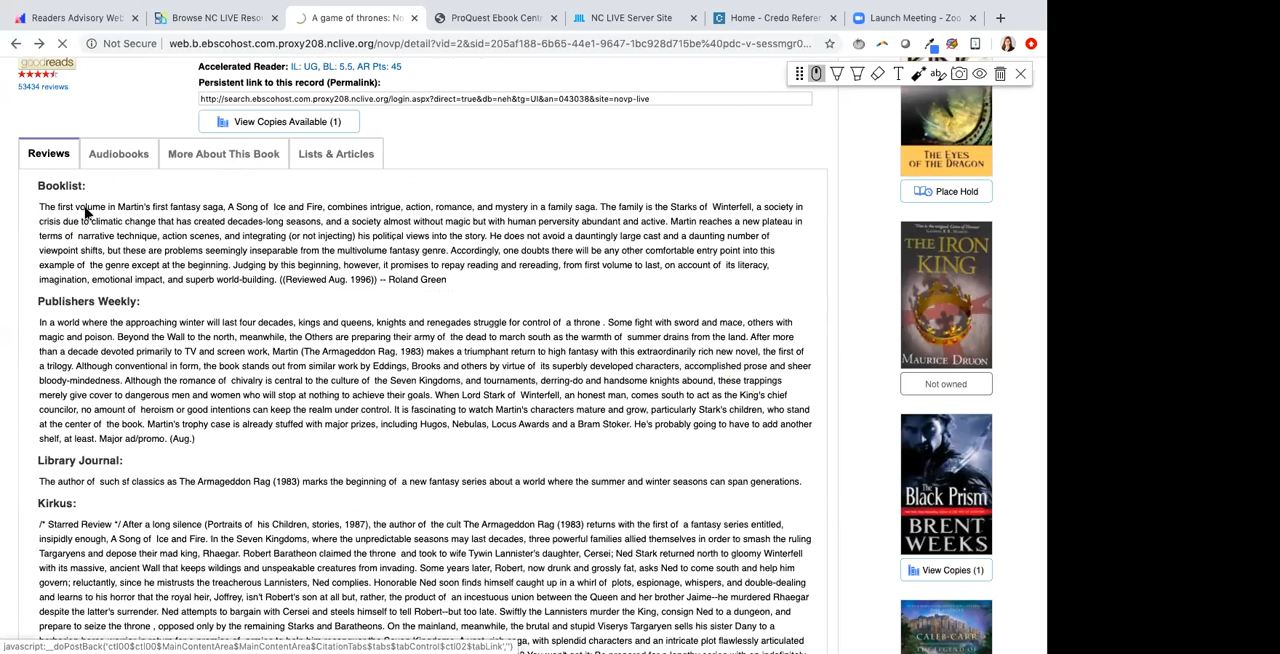 Readers Advisory Web
Browse NC LIVE Reso
A game of thrones: No
ProQuest Ebook Cent
NC LIVE Server Site
Home - Credo Referer
Launch Meeting - Zoo
Not Secure
web.b.ebscohost.com.proxy208.nclive.org/novp/detail?vid=2&sid=205af188-6b65-44e1-9647-1bc928d715be%40pdc-v-sessmgr0...
goodreads
53434 reviews
Accelerated Reader: IL: UG, BL: 5.5, AR Pts: 45
Persistent link to this record (Permalink):
http://search.ebscohost.com.proxy208.nclive.org/login.aspx?direct=true&db=neh&tg=UI&an=043038&site=novp-live
View Copies Available (1)
Reviews
Audiobooks
More About This Book
Lists & Articles
Booklist:
The first volume in Martin's first fantasy saga, A Song of Ice and Fire, combines intrigue, action, romance, and mystery in a family saga. The family is the Starks of Winterfell, a society in
crisis due to climatic change that has created decades-long seasons, and a society almost without magic but with human perversity abundant and active. Martin reaches a new plateau in
terms of narrative technique, action scenes, and integrating (or not injecting) his political views into the story. He does not avoid a dauntingly large cast and a daunting number of
viewpoint shifts, but these are problems seemingly inseparable from the multivolume fantasy genre. Accordingly, one doubts there will be any other comfortable entry point into this
example of the genre except at the beginning. Judging by this beginning, however, it promises to repay reading and rereading, from first volume to last, on account of its literacy,
imagination, emotional impact, and superb world-building. ((Reviewed Aug. 1996)) -- Roland Green
Publishers Weekly:
In a world where the approaching winter will last four decades, kings and queens, knights and renegades struggle for control of a throne . Some fight with sword and mace, others with
magic and poison. Beyond the Wall to the north, meanwhile, the Others are preparing their army of the dead to march south as the warmth of summer drains from the land. After more
than a decade devoted primarily to TV and screen work, Martin (The Armageddon Rag, 1983) makes a triumphant return to high fantasy with this extraordinarily rich new novel, the first of
a trilogy. Although conventional in form, the book stands out from similar work by Eddings, Brooks and others by virtue of its superbly developed characters, accomplished prose and sheer
bloody-mindedness. Although the romance of chivalry is central to the culture of the Seven Kingdoms, and tournaments, derring-do and handsome knights abound, these trappings
merely give cover to dangerous men and women who will stop at nothing to achieve their goals. When Lord Stark of Winterfell, an honest man, comes south to act as the King's chief
councilor, no amount of heroism or good intentions can keep the realm under control. It is fascinating to watch Martin's characters mature and grow, particularly Stark's children, who stand
at the center of the book. Martin's trophy case is already stuffed with major prizes, including Hugos, Nebulas, Locus Awards and a Bram Stoker. He's probably going to have to add another
shelf, at least. Major ad/promo. (Aug.)
Library Journal:
The author of such sf classics as The Armageddon Rag (1983) marks the beginning of a new fantasy series about a world where the summer and winter seasons can span generations.
Kirkus:
/* Starred Review */ After a long silence (Portraits of his Children, stories, 1987), the author of the cult The Armageddon Rag (1983) returns with the first of a fantasy series entitled,
insipidly enough, A Song of Ice and Fire. In the Seven Kingdoms, where the unpredictable seasons may last decades, three powerful families allied themselves in order to smash the ruling
Targaryens and depose their mad king, Rhaegar. Robert Baratheon claimed the throne and took to wife Tywin Lannister's daughter, Cersei; Ned Stark returned north to gloomy Winterfell
with its massive, ancient Wall that keeps wildings and unspeakable creatures from invading. Some years later, Robert, now drunk and grossly fat, asks Ned to come south and help him
govern; reluctantly, since he mistrusts the treacherous Lannisters, Ned complies. Honorable Ned soon finds himself caught up in a whirl of plots, espionage, whispers, and double-dealing
and learns to his horror that the royal heir, Joffrey, isn't Robert's son at all but, rather, the product of an incestuous union between the Queen and her brother Jaime--he murdered Rhaegar
despite the latter's surrender. Ned attempts to bargain with Cersei and steels himself to tell Robert--but too late. Swiftly the Lannisters murder the King, consign Ned to a dungeon, and
prepare to seize the throne , opposed only by the remaining Starks and Baratheons. On the mainland, meanwhile, the brutal and stupid Viserys Targaryen sells his sister Dany to a
with splendid characters and an intricate plot flawlessly articulated
javascript:__doPostBack('ctl00$ctl00$MainContentArea$MainContentArea$CitationTabs$tabs$tabControl$ctl02$tabLink','')
THE EYES
OF THE DRAGON
Place Hold
THE IRON
KING
MAURICE DRUON
Not owned
The Black Prism
BRENT
WEEKS
View Copies (1)
CALEB CARR
THE LEGEND OF